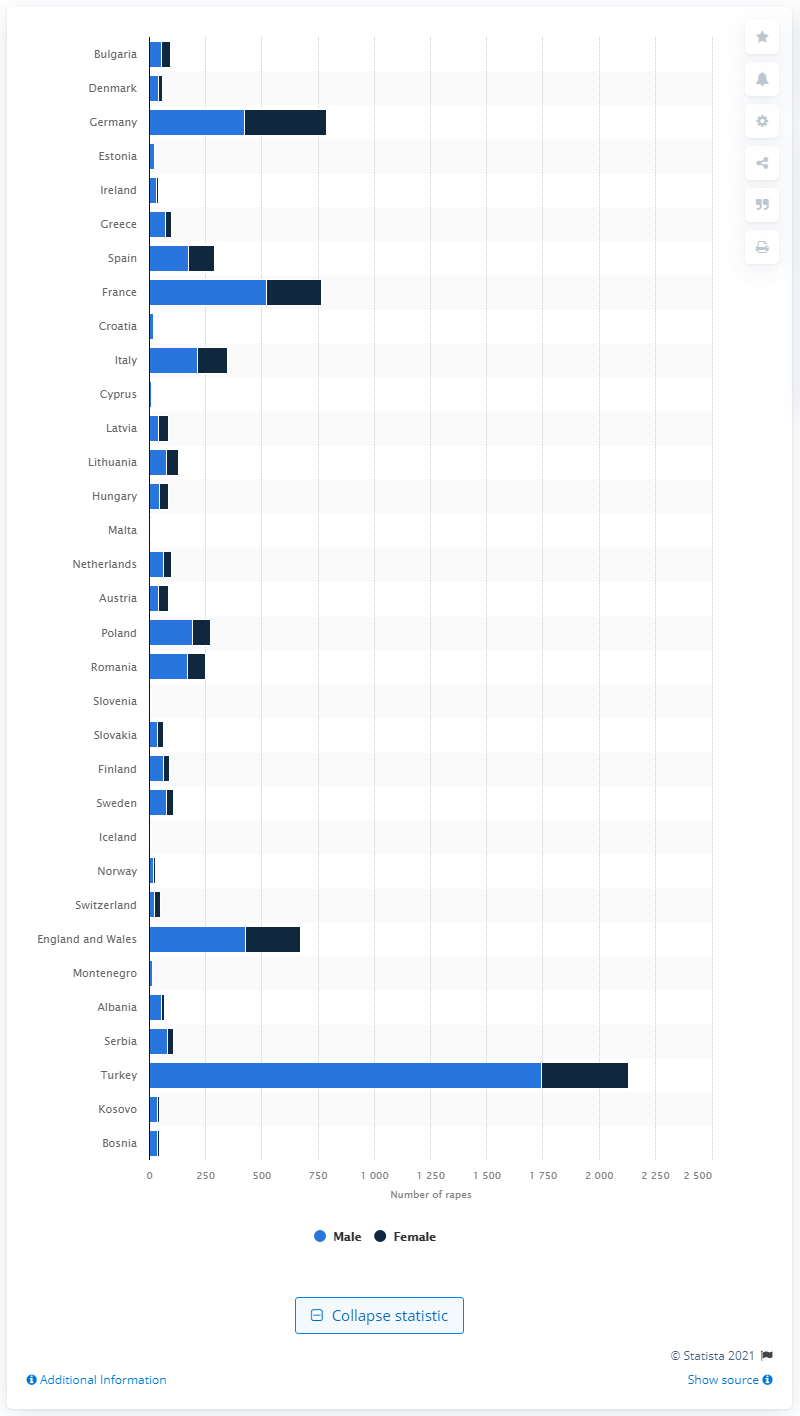 Bulgaria
Denmark
Germany
Estonia
Ireland
Greece
Spain
France
Croatia
Italy
Cyprus
Latvia
Lithuania
Hungary
Malta
Netherlands
Austria
Poland
Romania
Slovenia
Slovakia
Finland
Sweden
Iceland
Norway
Switzerland
England and Wales
Montenegro
Albania
Serbia
Turkey
Kosovo
Bosnia
0 250 500 750 1 000 1 250 1 500 1 750 2 000 2 250 2 500
Number of rapes
Male Female
Collapse statistic
© Statista 2021
Additional Information Show source